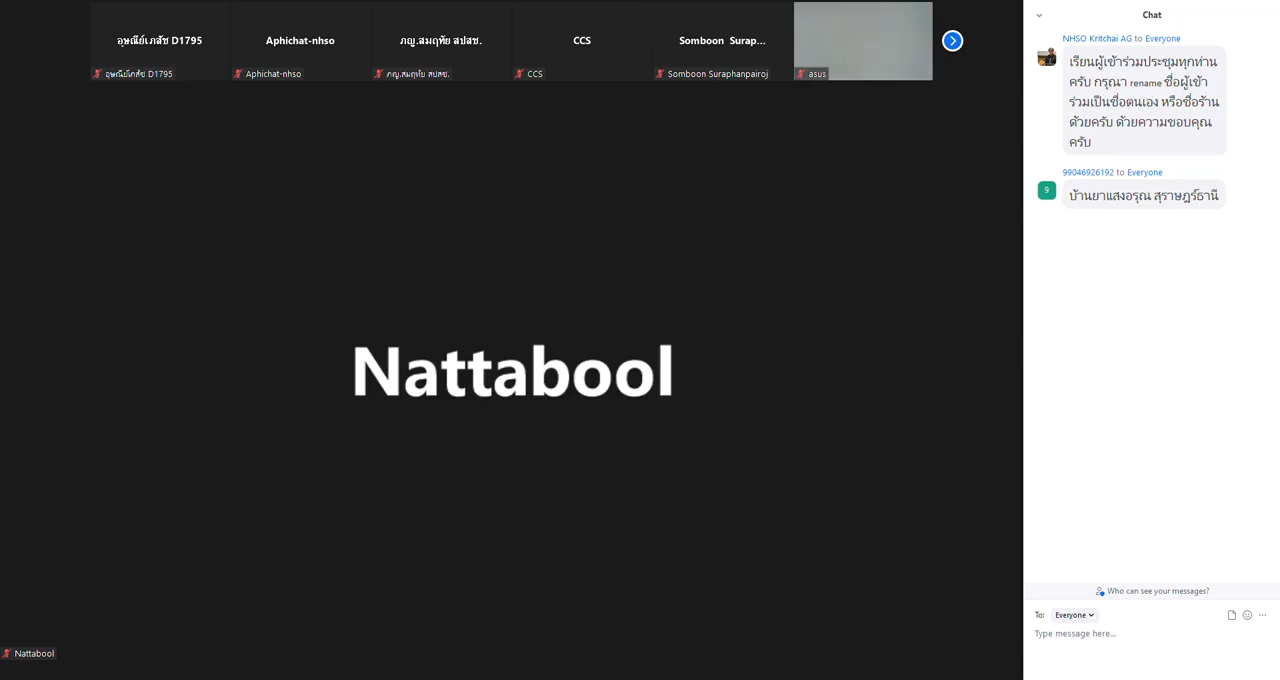 อุษณีย์เภสัช D1795
Aphichat-nhso
ภญ.สมฤทัย สปสช.
CCS
Somboon Surap...
อุษณีย์เภสัช D1795
Aphichat-nhso
ภญ.สมฤทัย สปสช.
CCS
Somboon Suraphanpairoj
asus
Nattabool
Nattabool
Chat
NHSO Kritchai AG to Everyone
เรียนผู้เข้าร่วมประชุมทุกท่าน
ครับ กรุณา rename ชื่อผู้เข้า
ร่วมเป็นชื่อตนเอง หรือชื่อร้าน
ด้วยครับ ด้วยความขอบคุณ
ครับ
99046926192 to Everyone
9
บ้านยาแสงอรุณ สุราษฎร์ธานี
Who can see your messages?
To: Everyone
Type message here...